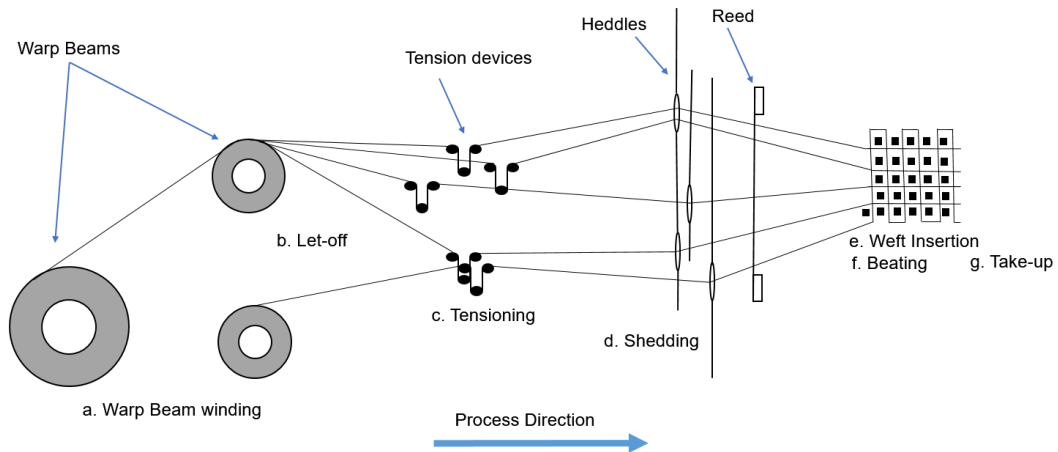 Reed
Heddles
Warp Beams
Tension devices
b. Let-off
e. Weft Insertion
f. Beating
g. Take-up
c. Tensioning
d. Shedding
a. Warp Beam winding
Process Direction